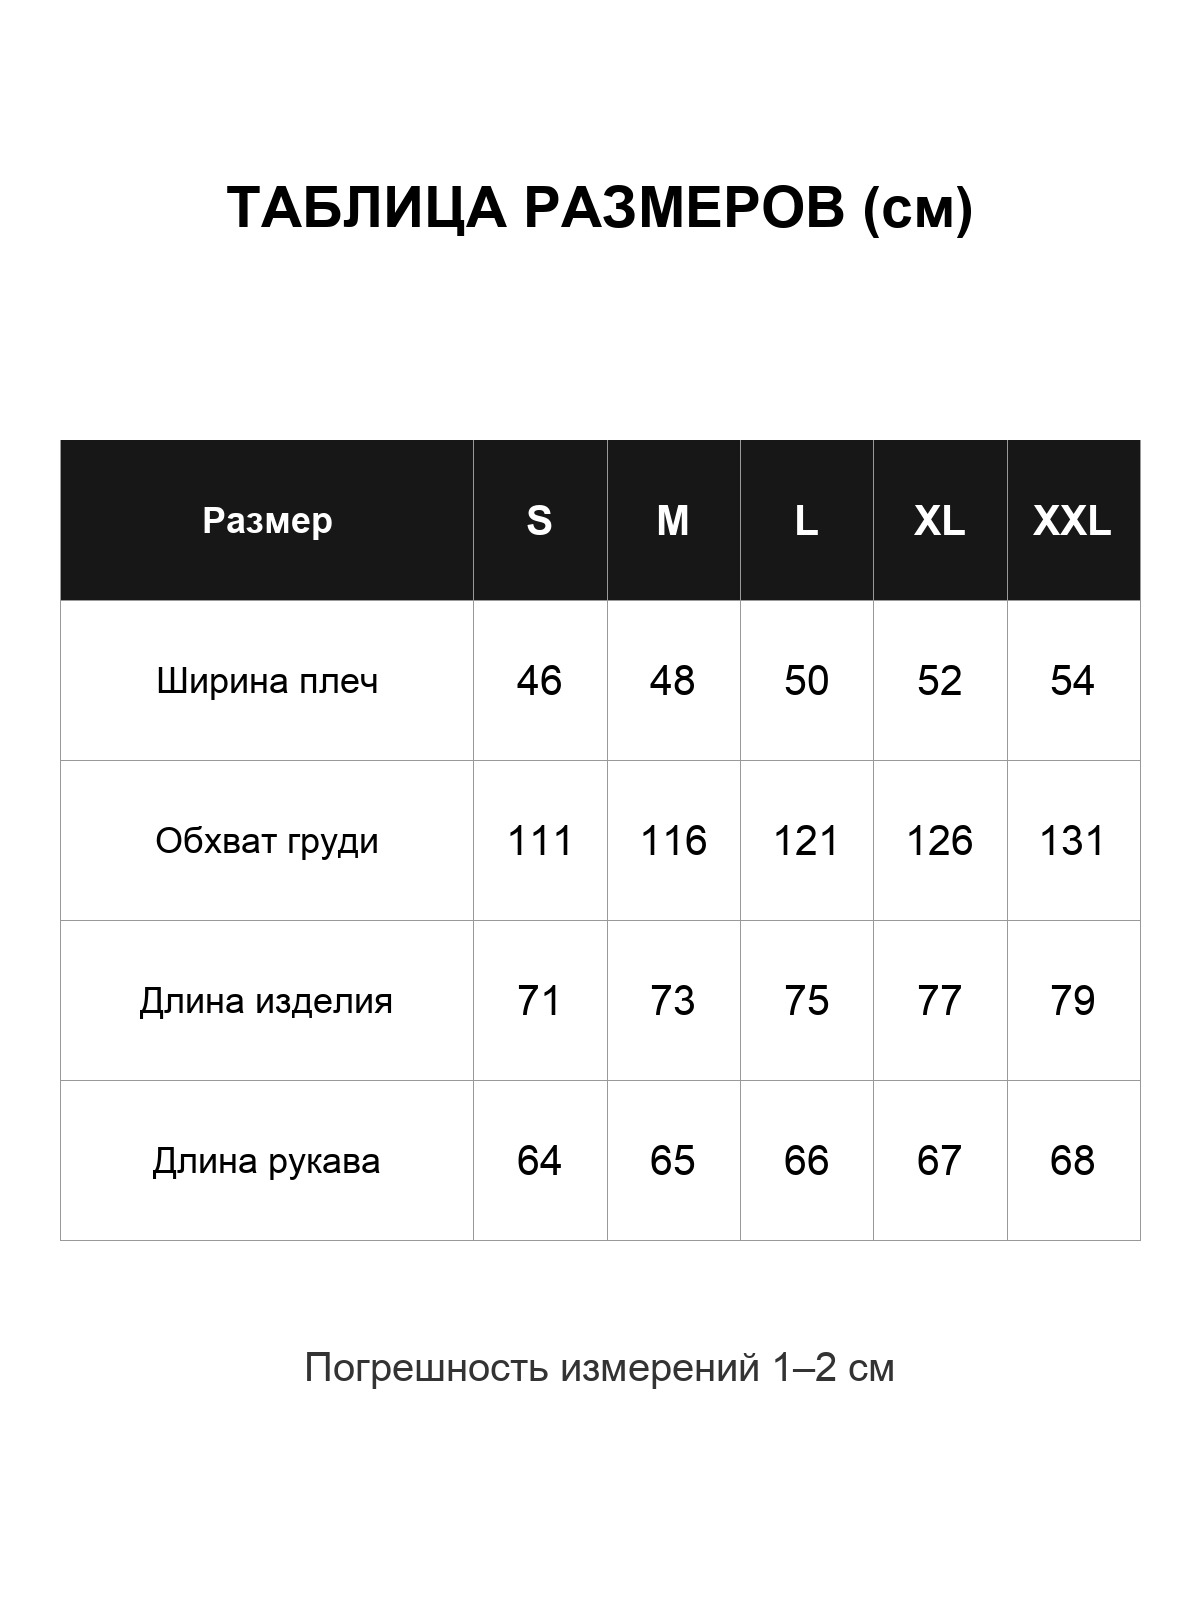 ТАБЛИЦА РАЗМЕРОВ (см)
Размер S M L XL XXL
Ширина плеч 46 48 50 52 54
Обхват груди 111 116 121 126 131
Длина изделия 71 73 75 77 79
Длина рукава 64 65 66 67 68
Погрешность измерений 1–2 см